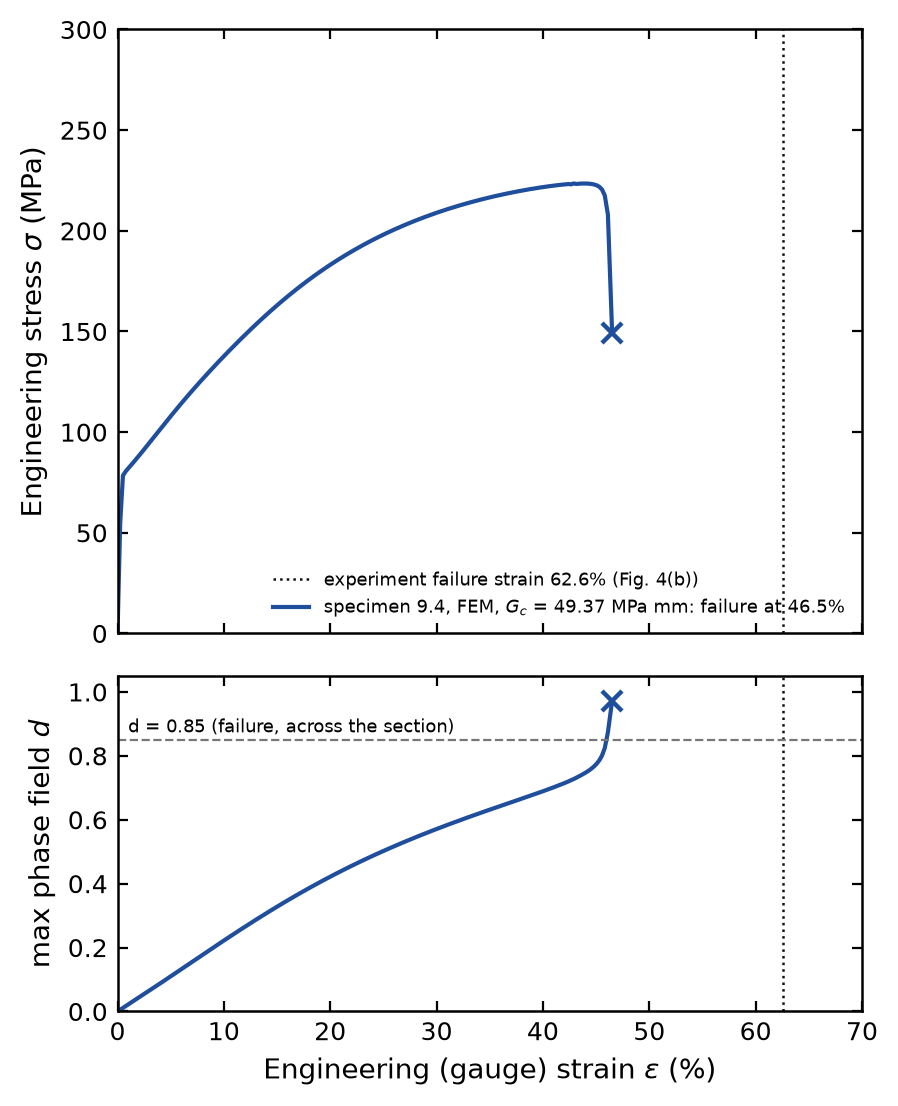 300
250
200
150
100
50
0
Engineering stress σ (MPa)
experiment failure strain 62.6% (Fig. 4(b))
specimen 9.4, FEM, G_c = 49.37 MPa mm: failure at 46.5%
1.0
0.8
0.6
0.4
0.2
0.0
max phase field d
d = 0.85 (failure, across the section)
0 10 20 30 40 50 60 70
Engineering (gauge) strain ε (%)